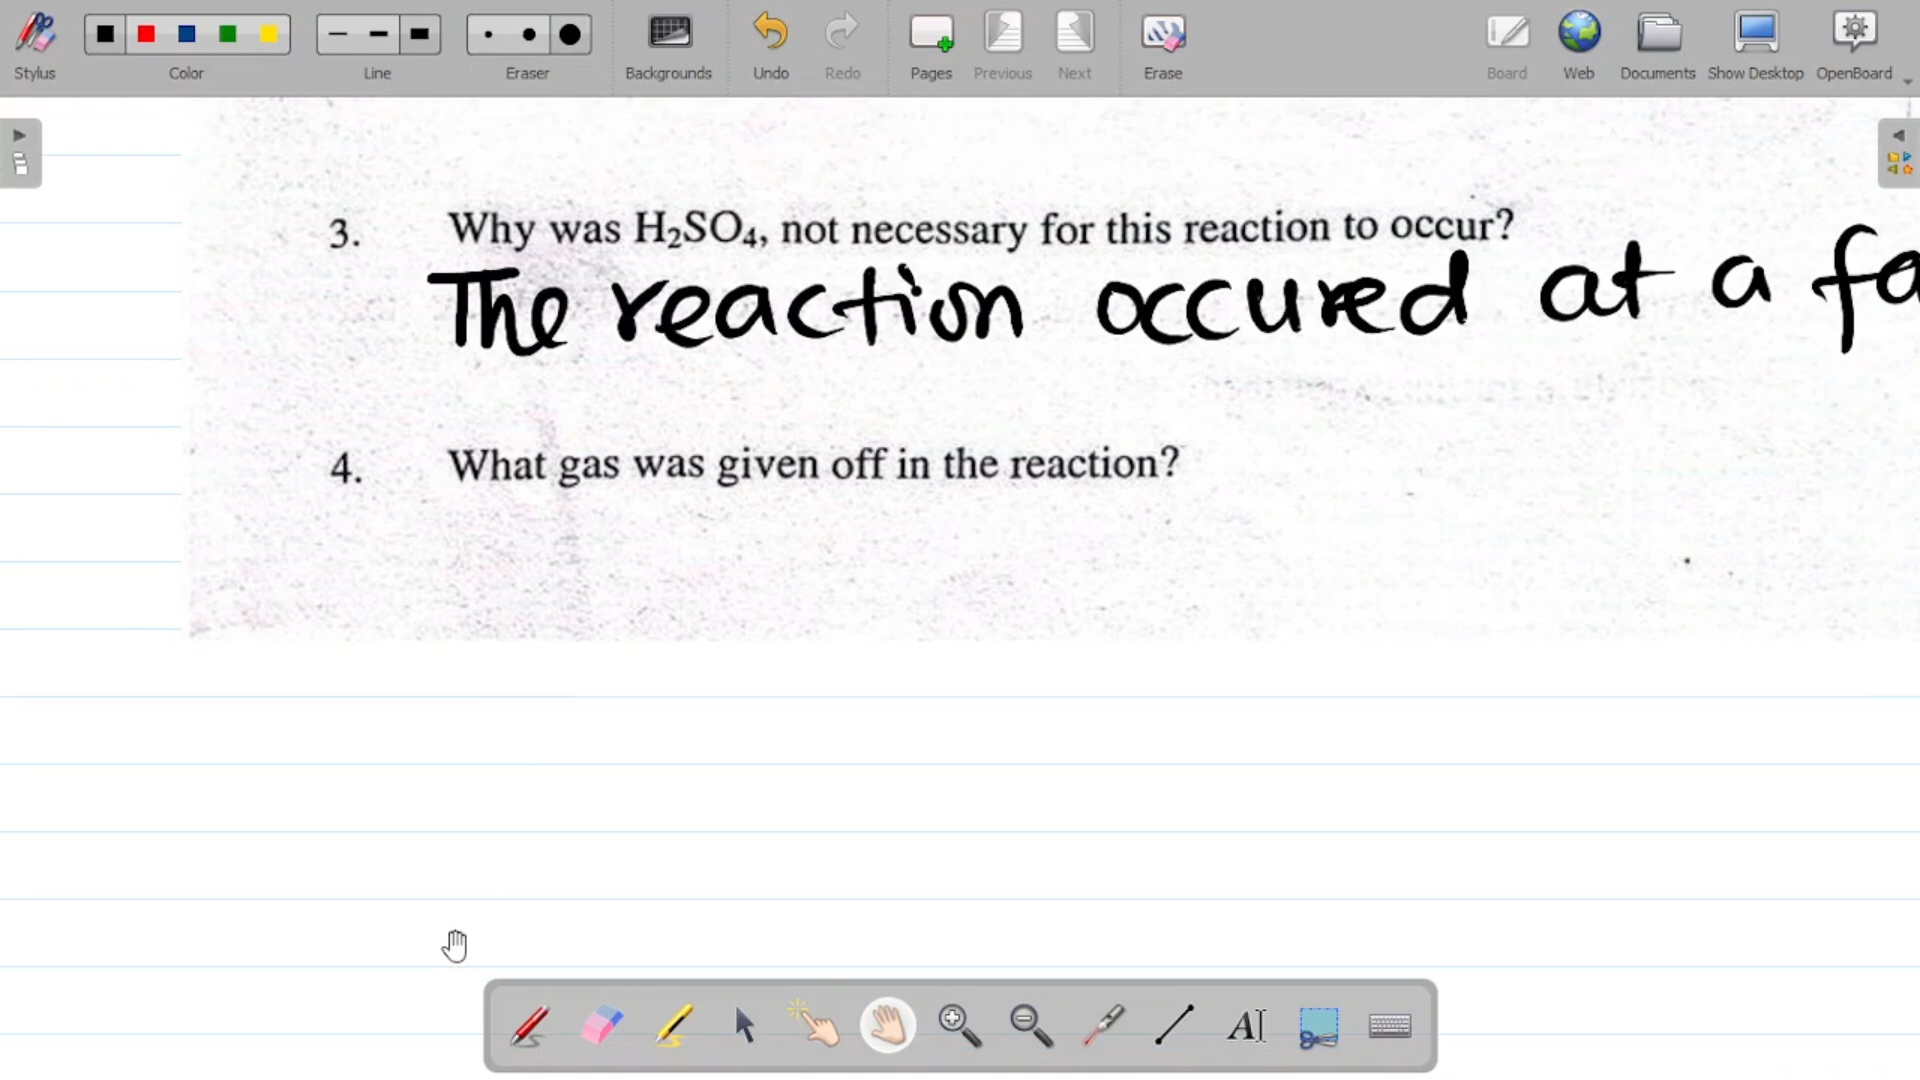 Stylus Color Line Eraser Backgrounds Undo Redo Pages Previous Next Erase Board Web Documents Show Desktop OpenBoard
3. Why was H₂SO₄, not necessary for this reaction to occur?
The reaction occured at a fa
4. What gas was given off in the reaction?